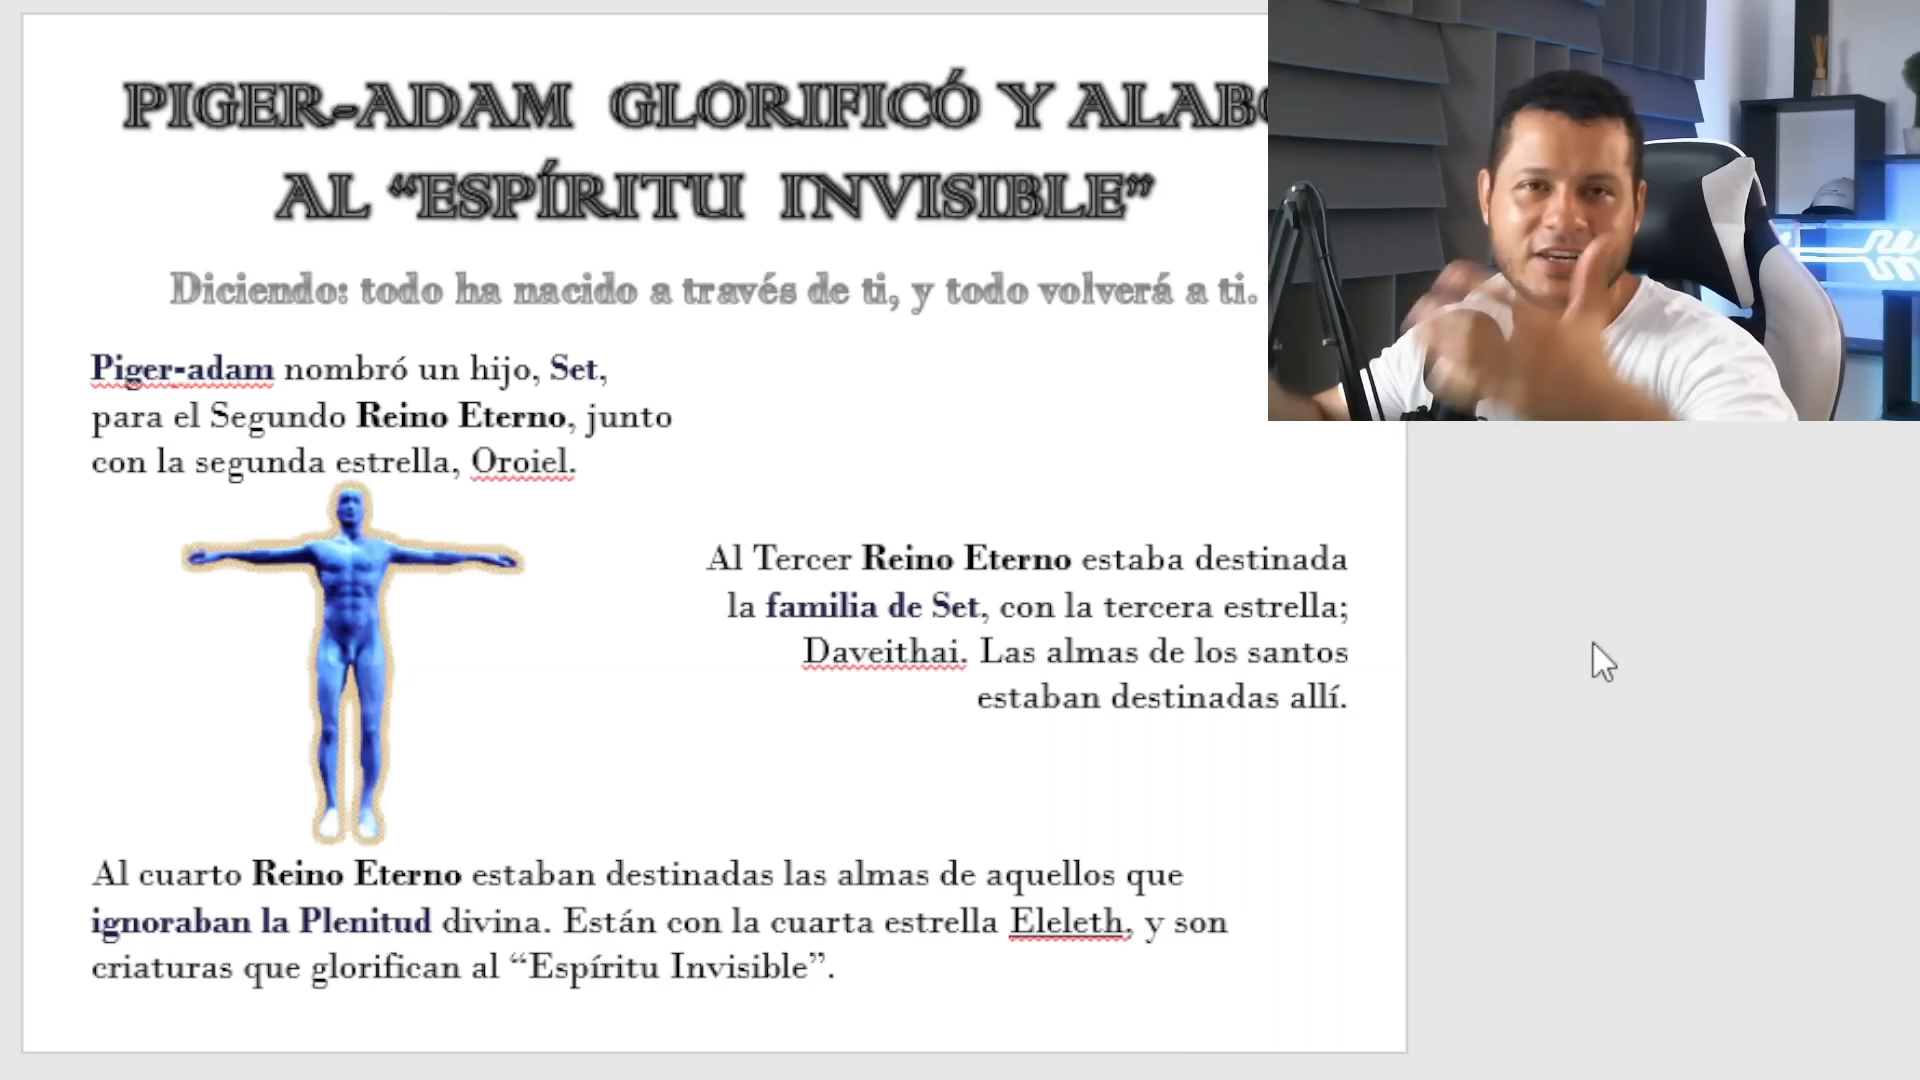 PIGER-ADAM GLORIFICÓ Y ALABÓ
AL “ESPÍRITU INVISIBLE”
Diciendo: todo ha nacido a través de ti, y todo volverá a ti.
Piger-adam nombró un hijo, Set,
para el Segundo Reino Eterno, junto
con la segunda estrella, Oroiel.
Al Tercer Reino Eterno estaba destinada
la familia de Set, con la tercera estrella;
Daveithai. Las almas de los santos
estaban destinadas allí.
Al cuarto Reino Eterno estaban destinadas las almas de aquellos que
ignoraban la Plenitud divina. Están con la cuarta estrella Eleleth, y son
criaturas que glorifican al “Espíritu Invisible”.